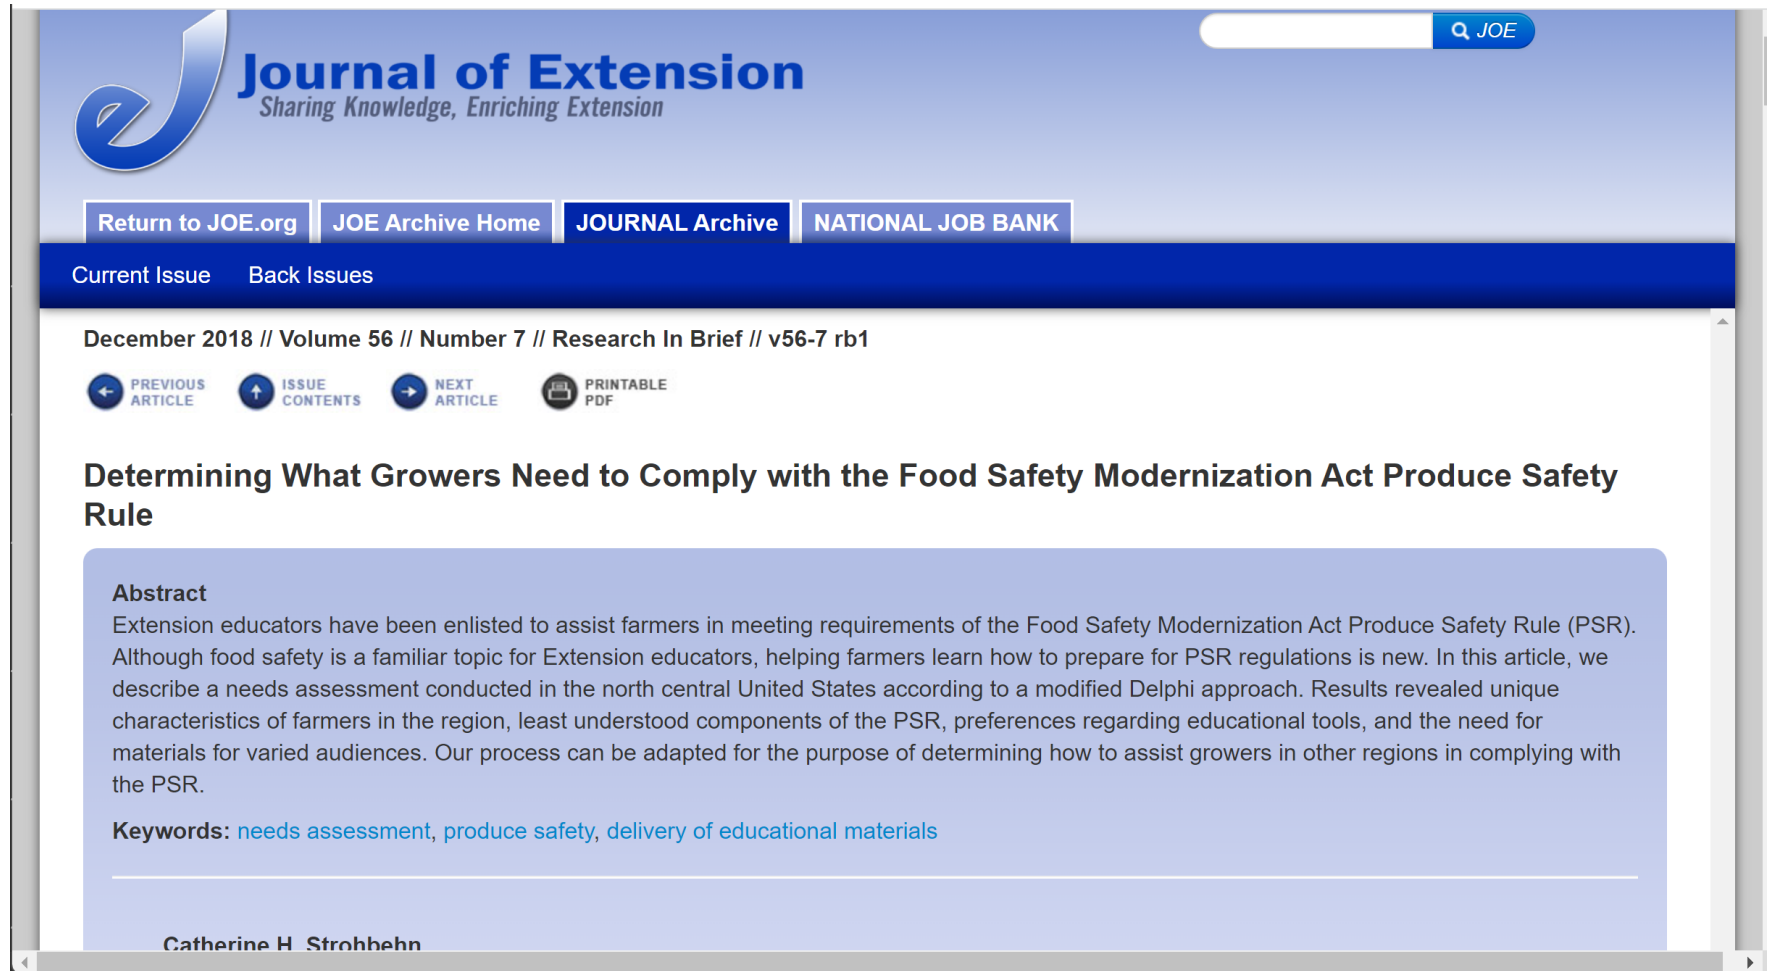 JOE
Journal of Extension
Sharing Knowledge, Enriching Extension
Return to JOE.org
JOE Archive Home
JOURNAL Archive
NATIONAL JOB BANK
Current Issue
Back Issues
December 2018 // Volume 56 // Number 7 // Research In Brief // v56-7 rb1
PREVIOUS
ARTICLE
ISSUE
CONTENTS
NEXT
ARTICLE
PRINTABLE
PDF
Determining What Growers Need to Comply with the Food Safety Modernization Act Produce Safety
Rule
Abstract
Extension educators have been enlisted to assist farmers in meeting requirements of the Food Safety Modernization Act Produce Safety Rule (PSR).
Although food safety is a familiar topic for Extension educators, helping farmers learn how to prepare for PSR regulations is new. In this article, we
describe a needs assessment conducted in the north central United States according to a modified Delphi approach. Results revealed unique
characteristics of farmers in the region, least understood components of the PSR, preferences regarding educational tools, and the need for
materials for varied audiences. Our process can be adapted for the purpose of determining how to assist growers in other regions in complying with
the PSR.
Keywords: needs assessment, produce safety, delivery of educational materials
Catherine H. Strohbehn